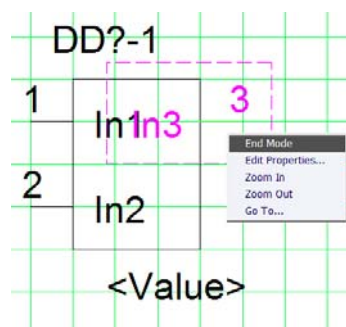 DD?-1
1
In1
In3
3
2
In2
<Value>
End Mode
Edit Properties...
Zoom In
Zoom Out
Go To...